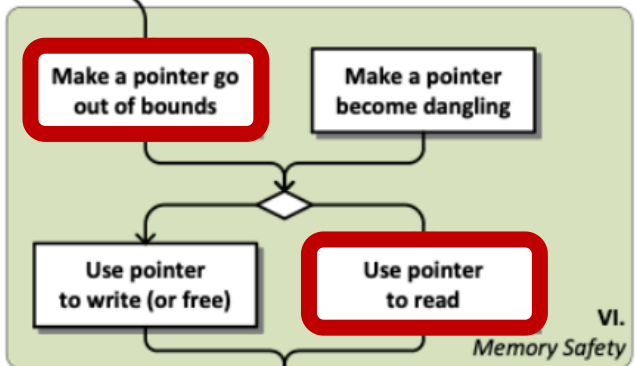 Make a pointer go
out of bounds
Make a pointer
become dangling
Use pointer
to write (or free)
Use pointer
to read
VI.
Memory Safety